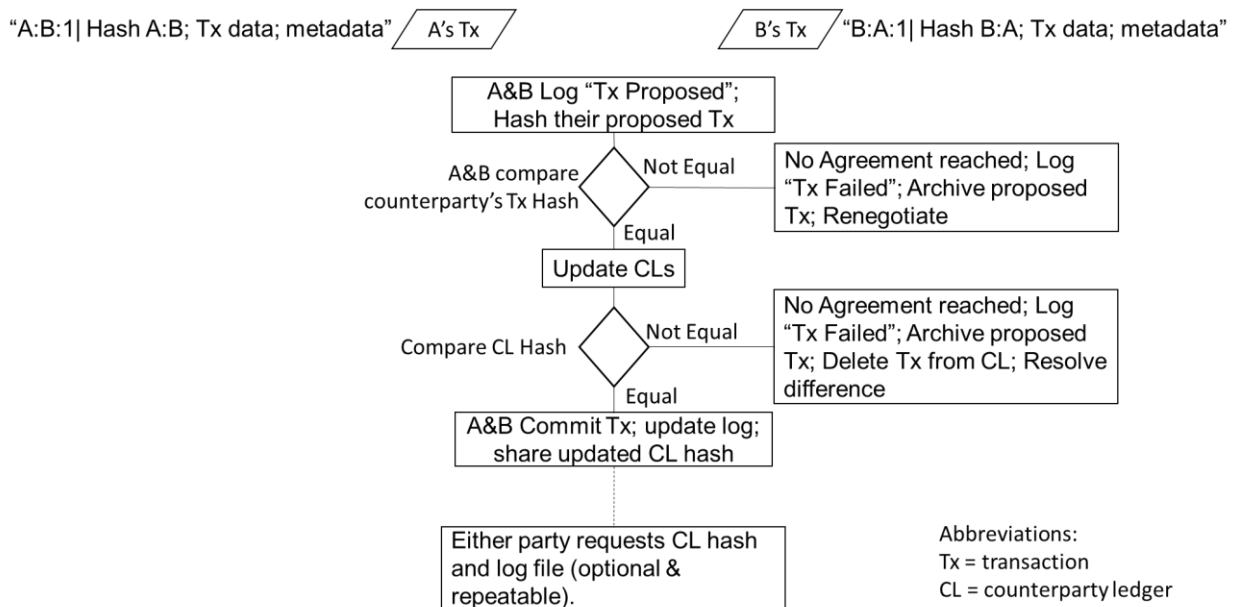 “A:B:1| Hash A:B; Tx data; metadata”
A’s Tx
B’s Tx
“B:A:1| Hash B:A; Tx data; metadata”
A&B Log “Tx Proposed”;
Hash their proposed Tx
A&B compare
counterparty’s Tx Hash
Not Equal
No Agreement reached; Log
“Tx Failed”; Archive proposed
Tx; Renegotiate
Equal
Update CLs
Compare CL Hash
Not Equal
No Agreement reached; Log
“Tx Failed”; Archive proposed
Tx; Delete Tx from CL; Resolve
difference
Equal
A&B Commit Tx; update log;
share updated CL hash
Either party requests CL hash
and log file (optional &
repeatable).
Abbreviations:
Tx = transaction
CL = counterparty ledger